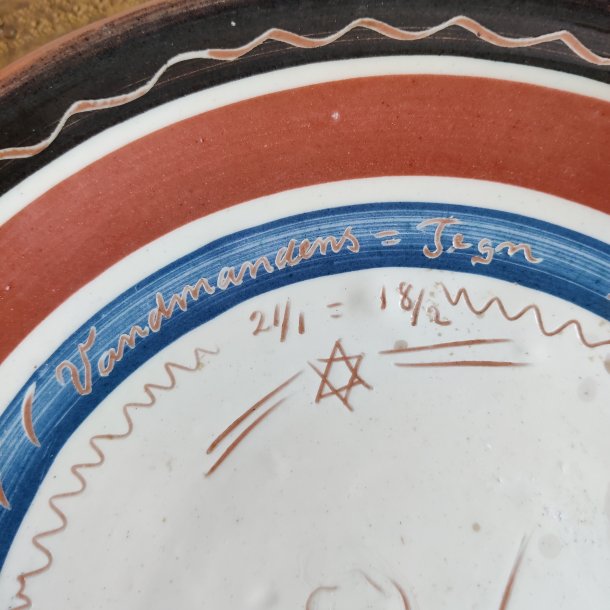 Vandmandens = Tegn
21/1 = 18/2